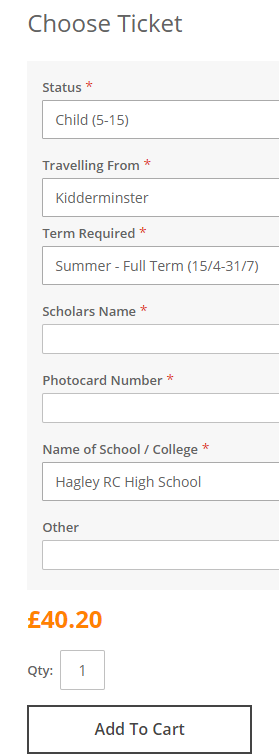 Choose Ticket
Status *
Child (5-15)
Travelling From *
Kidderminster
Term Required *
Summer - Full Term (15/4-31/7)
Scholars Name *
Photocard Number *
Name of School / College *
Hagley RC High School
Other
£40.20
Qty: 1
Add To Cart